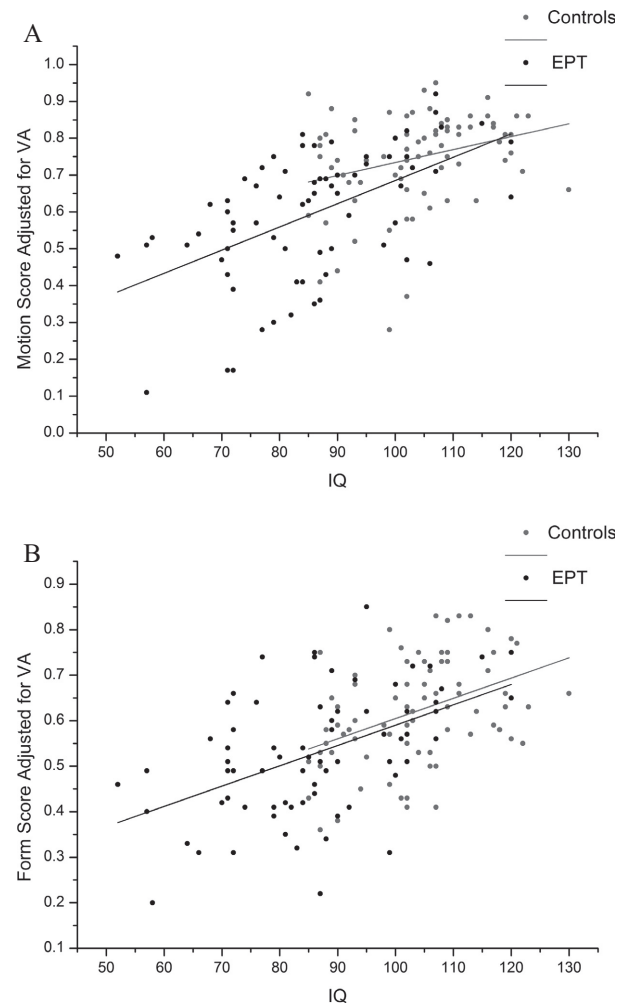 A
Controls
EPT
1.0
0.9
0.8
0.7
0.6
0.5
0.4
0.3
0.2
0.1
0.0
Motion Score Adjusted for VA
50 60 70 80 90 100 110 120 130
IQ
B
Controls
EPT
0.9
0.8
0.7
0.6
0.5
0.4
0.3
0.2
0.1
Form Score Adjusted for VA
50 60 70 80 90 100 110 120 130
IQ